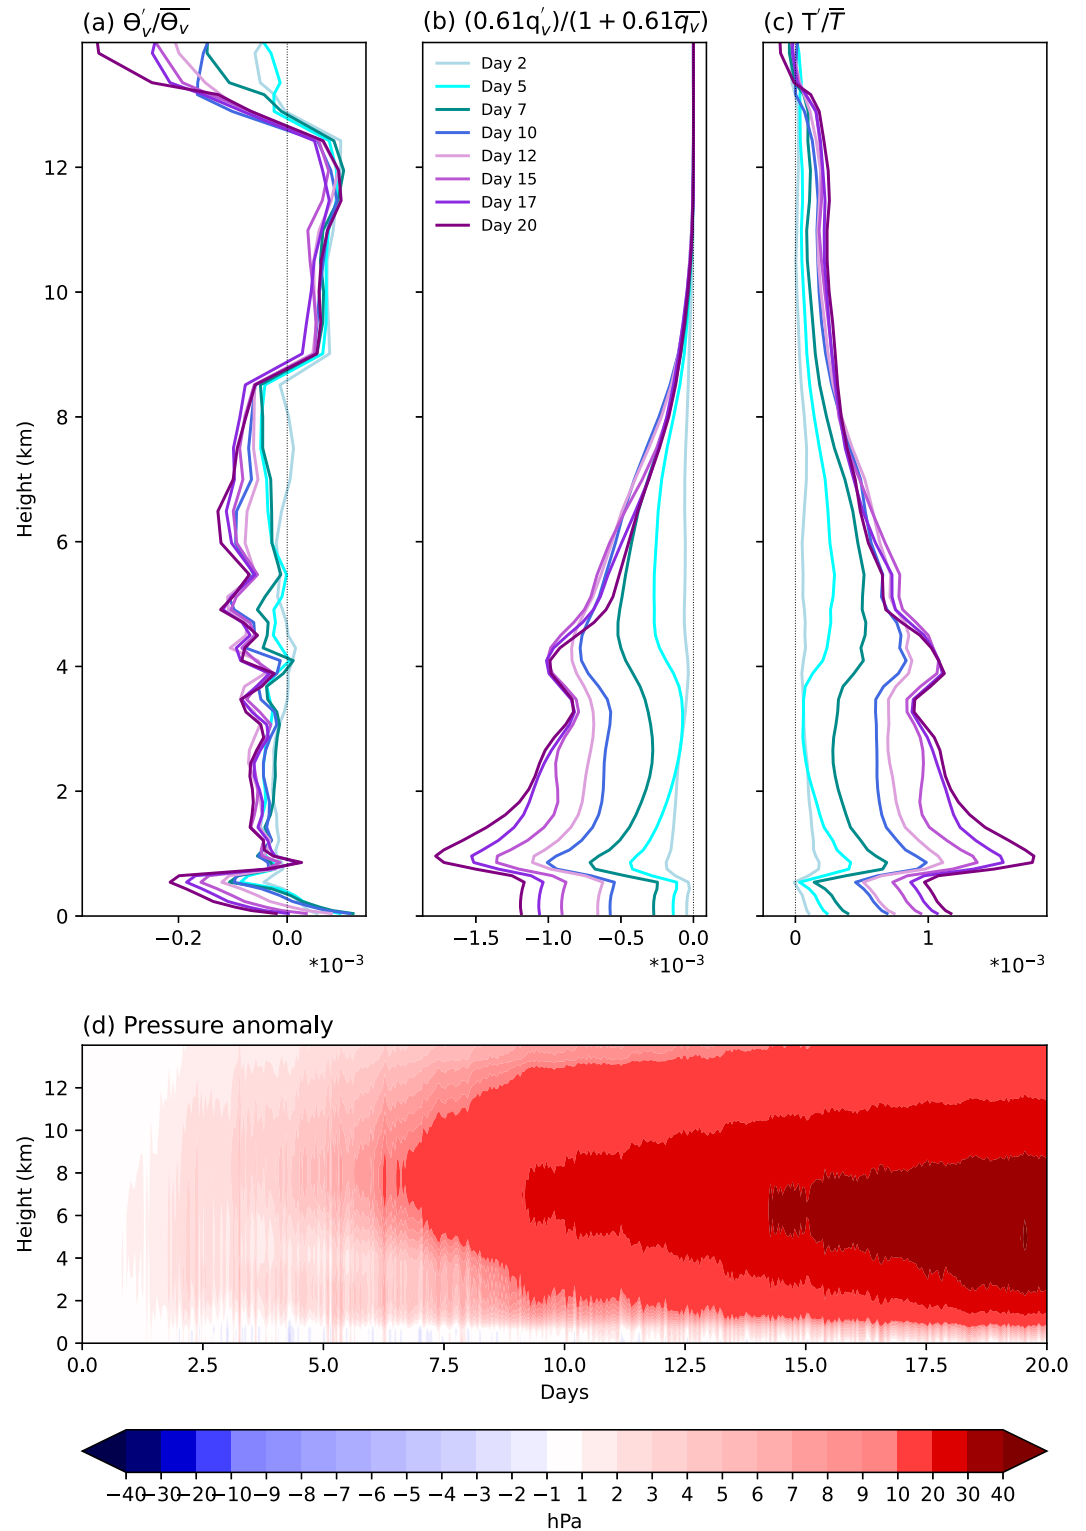 (a) Θ′ᵥ/Θ̅ᵥ̅
(b) (0.61q′ᵥ)/(1 + 0.61q̅ᵥ̅)
(c) T′/T̅
Day 2
Day 5
Day 7
Day 10
Day 12
Day 15
Day 17
Day 20
Height (km)
12
10
8
6
4
2
0
−0.2 0.0
*10⁻³
−1.5 −1.0 −0.5 0.0
*10⁻³
0 1
*10⁻³
(d) Pressure anomaly
Height (km)
12
10
8
6
4
2
0
0.0 2.5 5.0 7.5 10.0 12.5 15.0 17.5 20.0
Days
−40 −30 −20 −10 −9 −8 −7 −6 −5 −4 −3 −2 −1 1 2 3 4 5 6 7 8 9 10 20 30 40
hPa